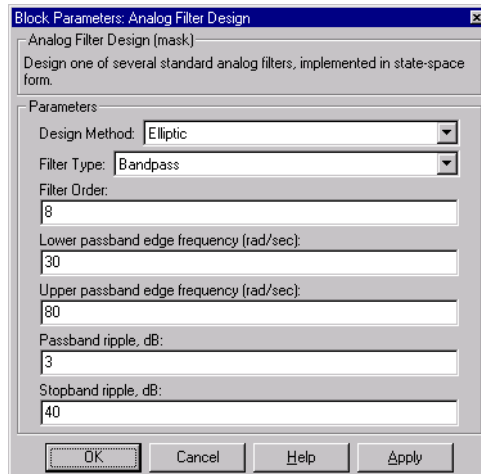 Block Parameters: Analog Filter Design
Analog Filter Design (mask)
Design one of several standard analog filters, implemented in state-space
form.
Parameters
Design Method: Elliptic
Filter Type: Bandpass
Filter Order:
8
Lower passband edge frequency (rad/sec):
30
Upper passband edge frequency (rad/sec):
80
Passband ripple, dB:
3
Stopband ripple, dB:
40
OK Cancel Help Apply